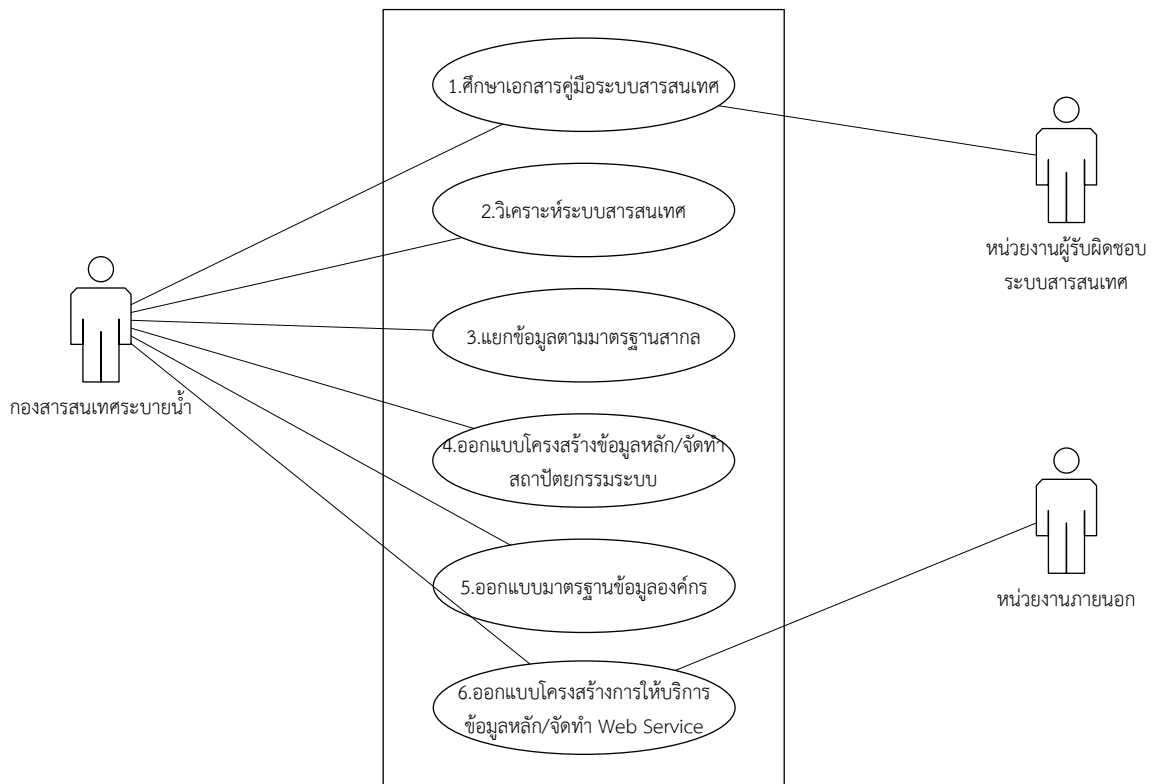 1.ศึกษาเอกสารคู่มือระบบสารสนเทศ
2.วิเคราะห์ระบบสารสนเทศ
หน่วยงานผู้รับผิดชอบ
ระบบสารสนเทศ
3.แยกข้อมูลตามมาตรฐานสากล
กองสารสนเทศระบายน้ำ
4.ออกแบบโครงสร้างข้อมูลหลัก/จัดทำ
สถาปัตยกรรมระบบ
5.ออกแบบมาตรฐานข้อมูลองค์กร
หน่วยงานภายนอก
6.ออกแบบโครงสร้างการให้บริการ
ข้อมูลหลัก/จัดทำ Web Service